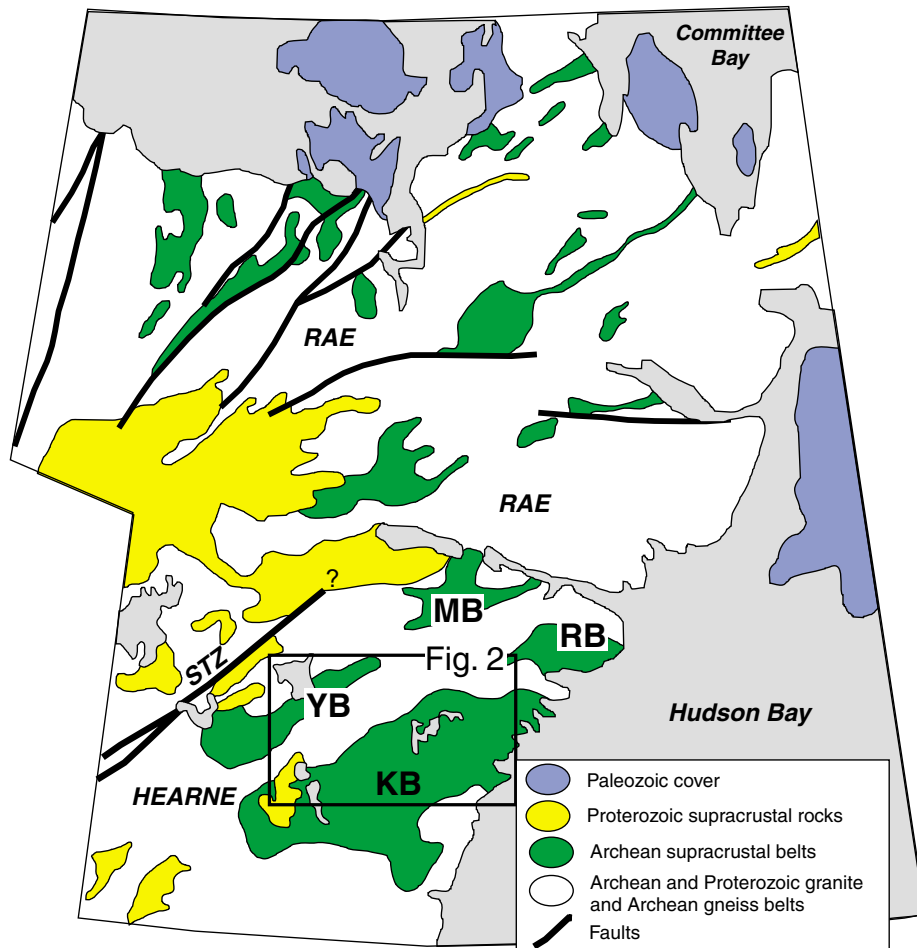 Committee
Bay
RAE
RAE
?
MB
RB
STZ
Fig. 2
YB
Hudson Bay
KB
HEARNE
Paleozoic cover
Proterozoic supracrustal rocks
Archean supracrustal belts
Archean and Proterozoic granite
and Archean gneiss belts
Faults